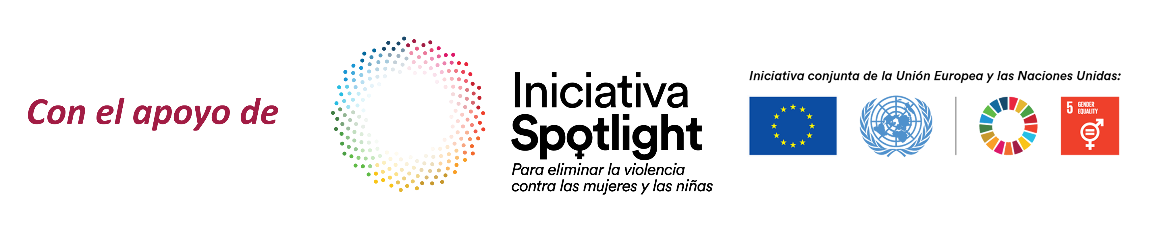 Con el apoyo de
Iniciativa
Spotlight
Para eliminar la violencia
contra las mujeres y las niñas
Iniciativa conjunta de la Unión Europea y las Naciones Unidas:
5 GENDER
EQUALITY